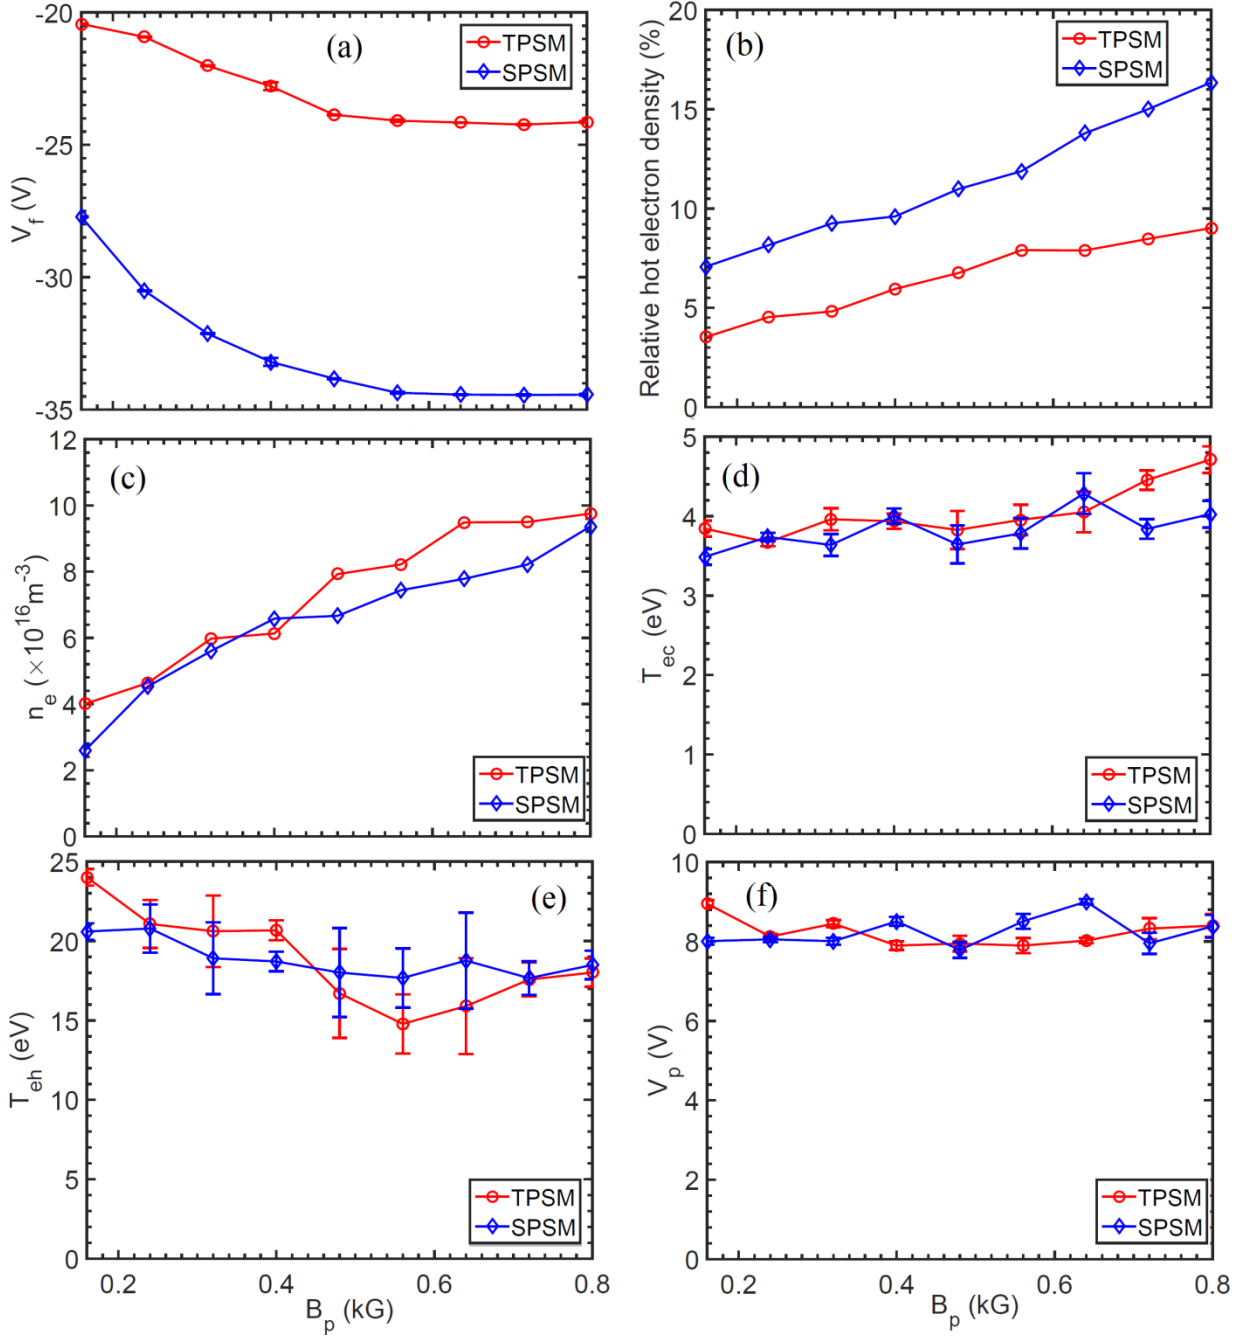 (a)
TPSM
SPSM
-20
-25
-30
-35
V_f (V)
(b)
TPSM
SPSM
20
15
10
5
0
Relative hot electron density (%)
(c)
TPSM
SPSM
12
10
8
6
4
2
0
n_e (×10^16 m^-3)
(d)
TPSM
SPSM
5
4
3
2
1
0
T_ec (eV)
(e)
TPSM
SPSM
25
20
15
10
5
0
T_eh (eV)
0.2 0.4 0.6 0.8
B_p (kG)
(f)
TPSM
SPSM
10
8
6
4
2
0
V_p (V)
0.2 0.4 0.6 0.8
B_p (kG)